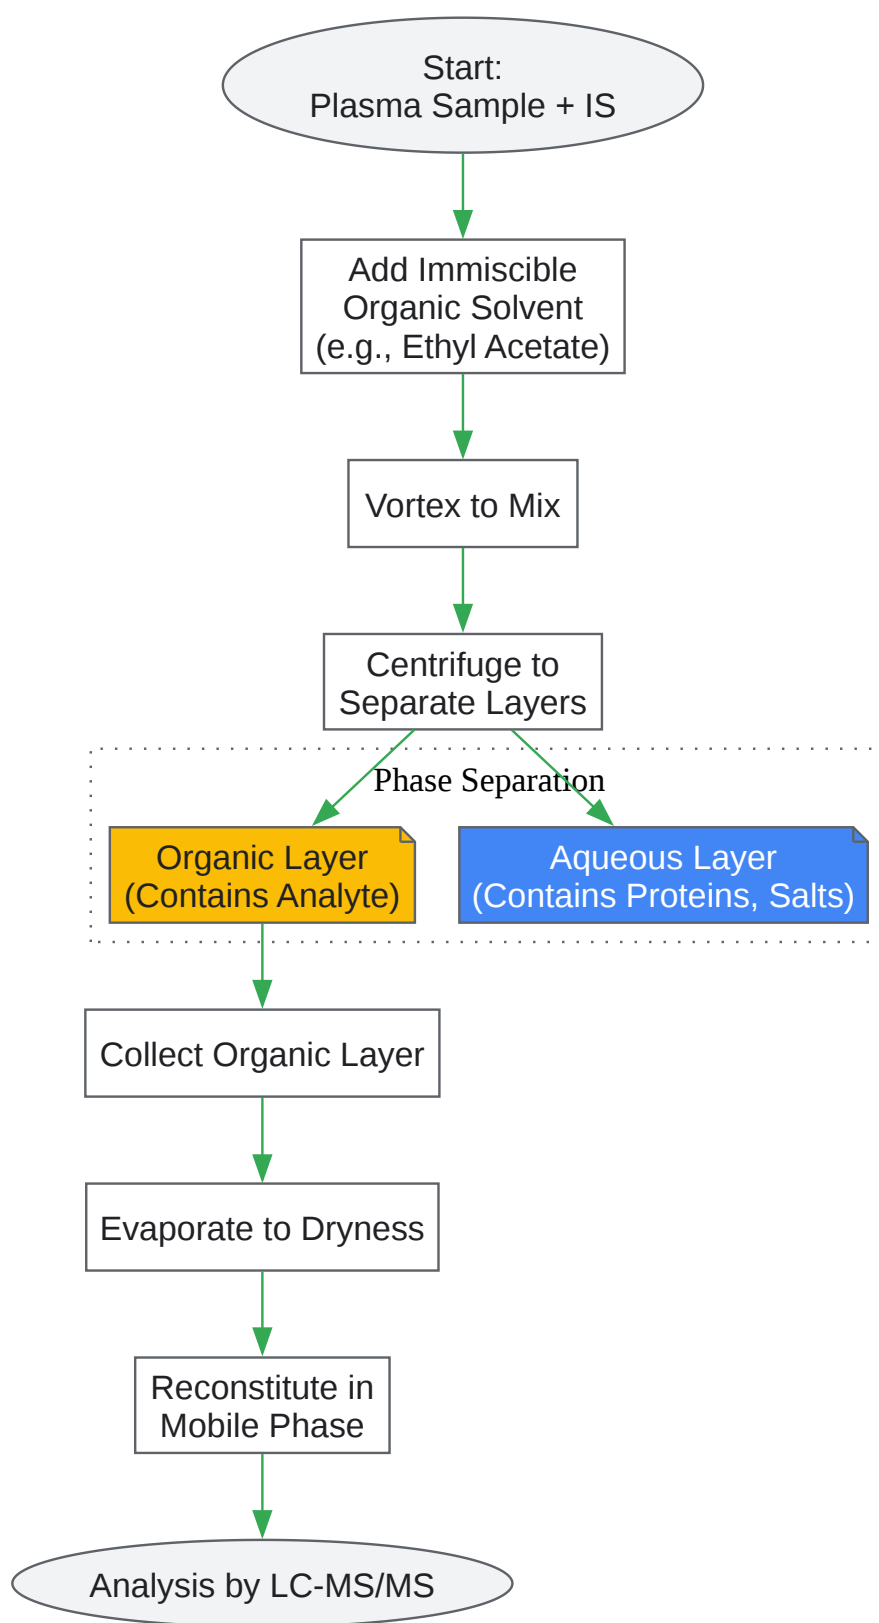 Start:
Plasma Sample + IS
Add Immiscible
Organic Solvent
(e.g., Ethyl Acetate)
Vortex to Mix
Centrifuge to
Separate Layers
Phase Separation
Organic Layer
(Contains Analyte)
Aqueous Layer
(Contains Proteins, Salts)
Collect Organic Layer
Evaporate to Dryness
Reconstitute in
Mobile Phase
Analysis by LC-MS/MS